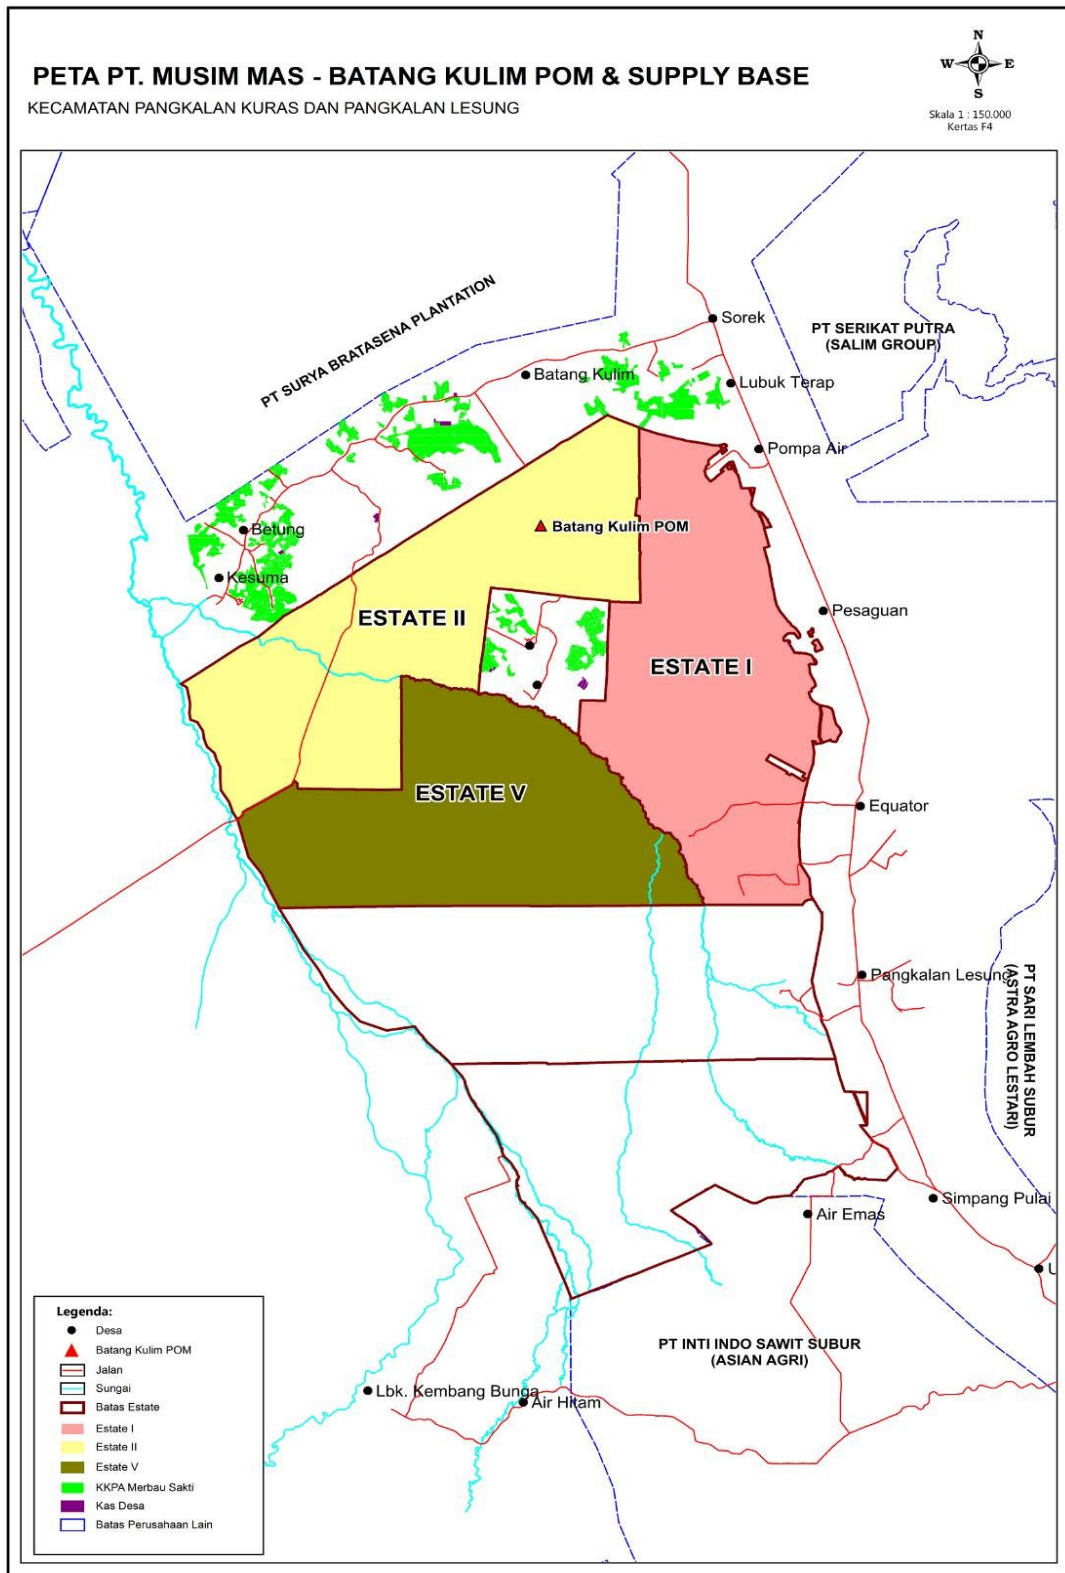 PETA PT. MUSIM MAS - BATANG KULIM POM & SUPPLY BASE
KECAMATAN PANGKALAN KURAS DAN PANGKALAN LESUNG
N
W
E
S
Skala 1 : 150.000
Kertas F4
PT SURYA BRATASENA PLANTATION
Sorek
PT SERIKAT PUTRA
(SALIM GROUP)
Batang Kulim
Lubuk Terap
Pompa Air
Batang Kulim POM
Betung
Kesuma
ESTATE II
Pesaguan
ESTATE I
ESTATE V
Equator
Pangkalan Lesung
PT SARI LEMBAH SUBUR
(ASTRA AGRO LESTARI)
Simpang Pulai
Air Emas
U
PT INTI INDO SAWIT SUBUR
(ASIAN AGRI)
Lbk. Kembang Bunga
Air Hitam
Legenda:
Desa
Batang Kulim POM
Jalan
Sungai
Batas Estate
Estate I
Estate II
Estate V
KKPA Merbau Sakti
Kas Desa
Batas Perusahaan Lain